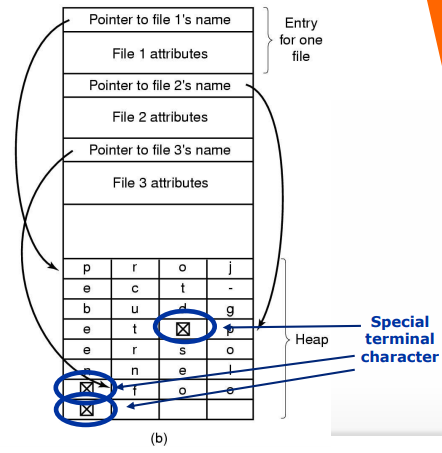 Pointer to file 1's name
Entry
for one
file
File 1 attributes
Pointer to file 2's name
File 2 attributes
Pointer to file 3's name
File 3 attributes
p r o j
e c t -
b u d g
e t p
e r s o
n n e l
f o o
Heap
Special
terminal
character
(b)